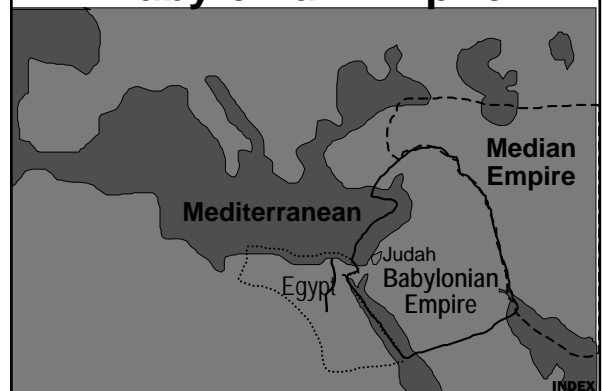 Median
Empire
Mediterranean
Judah
Egypt
Babylonian
Empire
INDEX